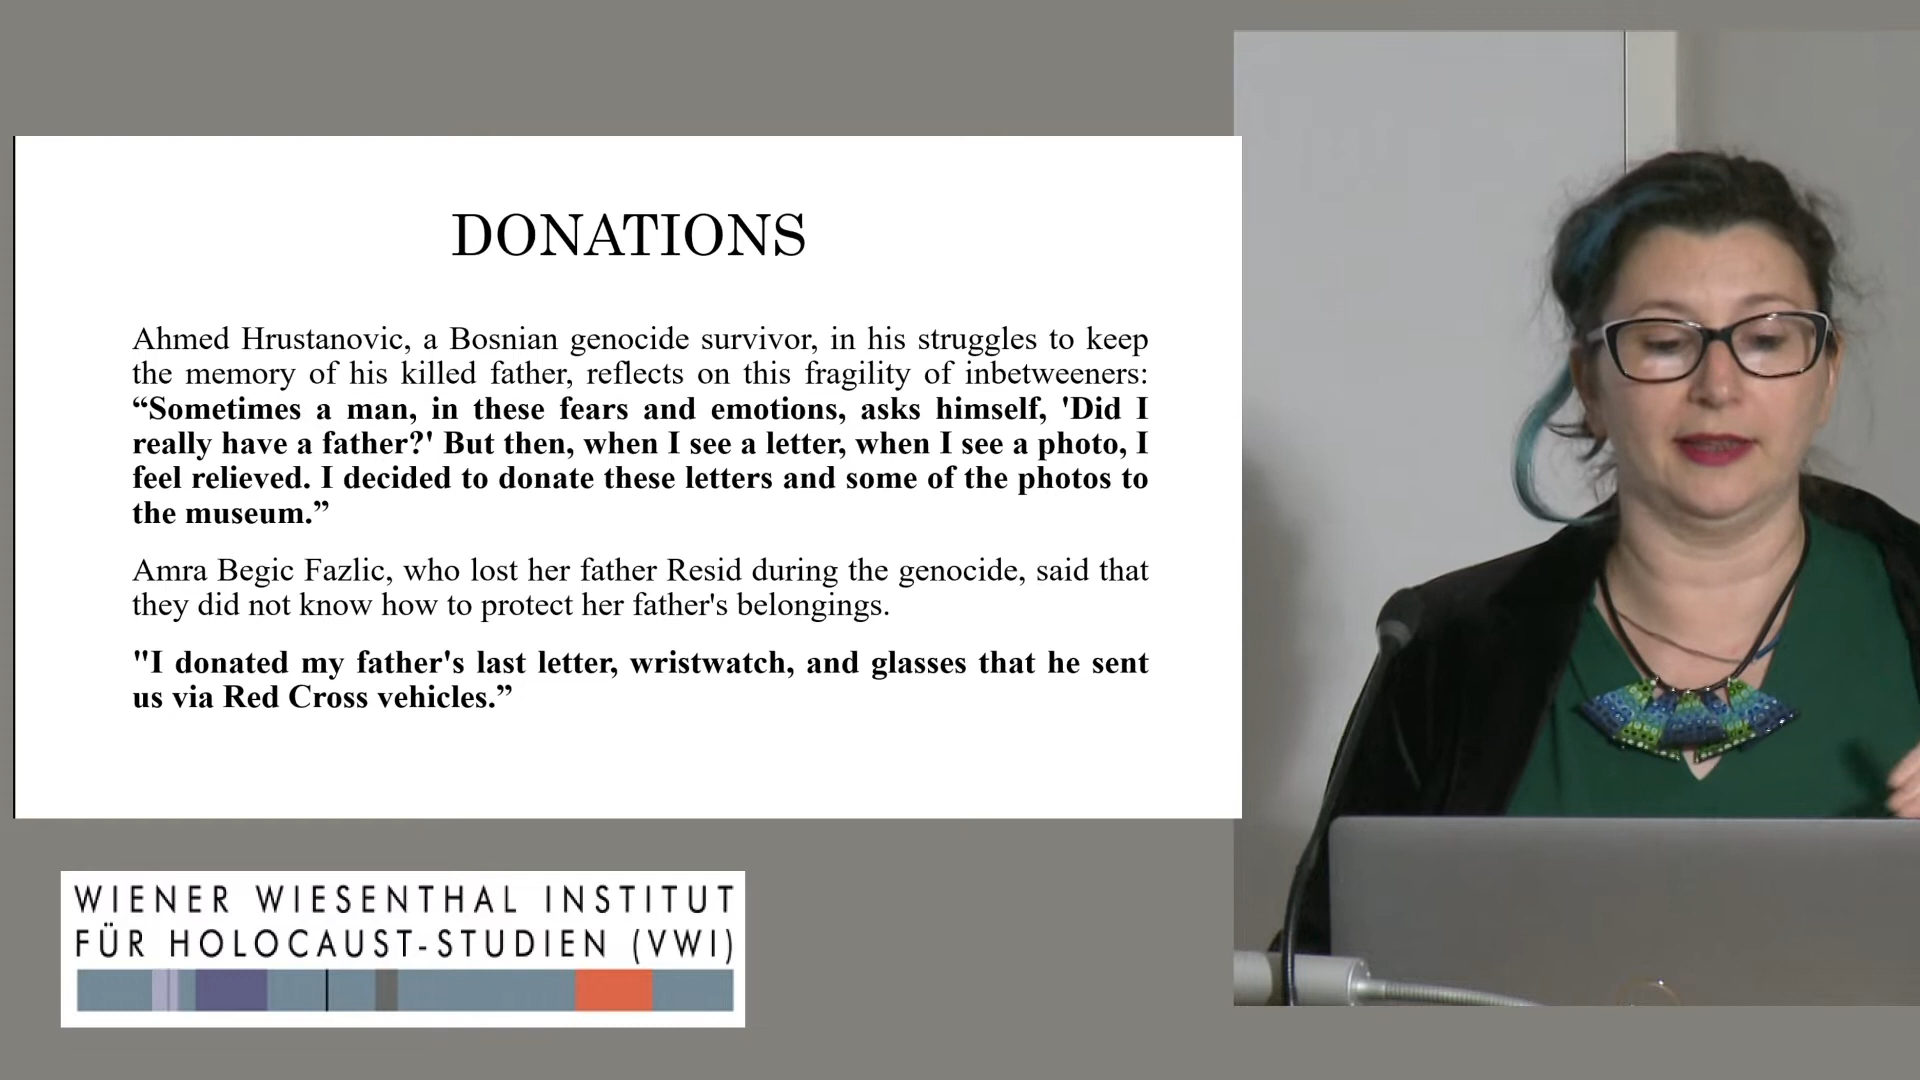 DONATIONS
Ahmed Hrustanovic, a Bosnian genocide survivor, in his struggles to keep
the memory of his killed father, reflects on this fragility of inbetweeners:
“Sometimes a man, in these fears and emotions, asks himself, 'Did I
really have a father?' But then, when I see a letter, when I see a photo, I
feel relieved. I decided to donate these letters and some of the photos to
the museum.”
Amra Begic Fazlic, who lost her father Resid during the genocide, said that
they did not know how to protect her father's belongings.
"I donated my father's last letter, wristwatch, and glasses that he sent
us via Red Cross vehicles.”
WIENER WIESENTHAL INSTITUT
FÜR HOLOCAUST-STUDIEN (VWI)